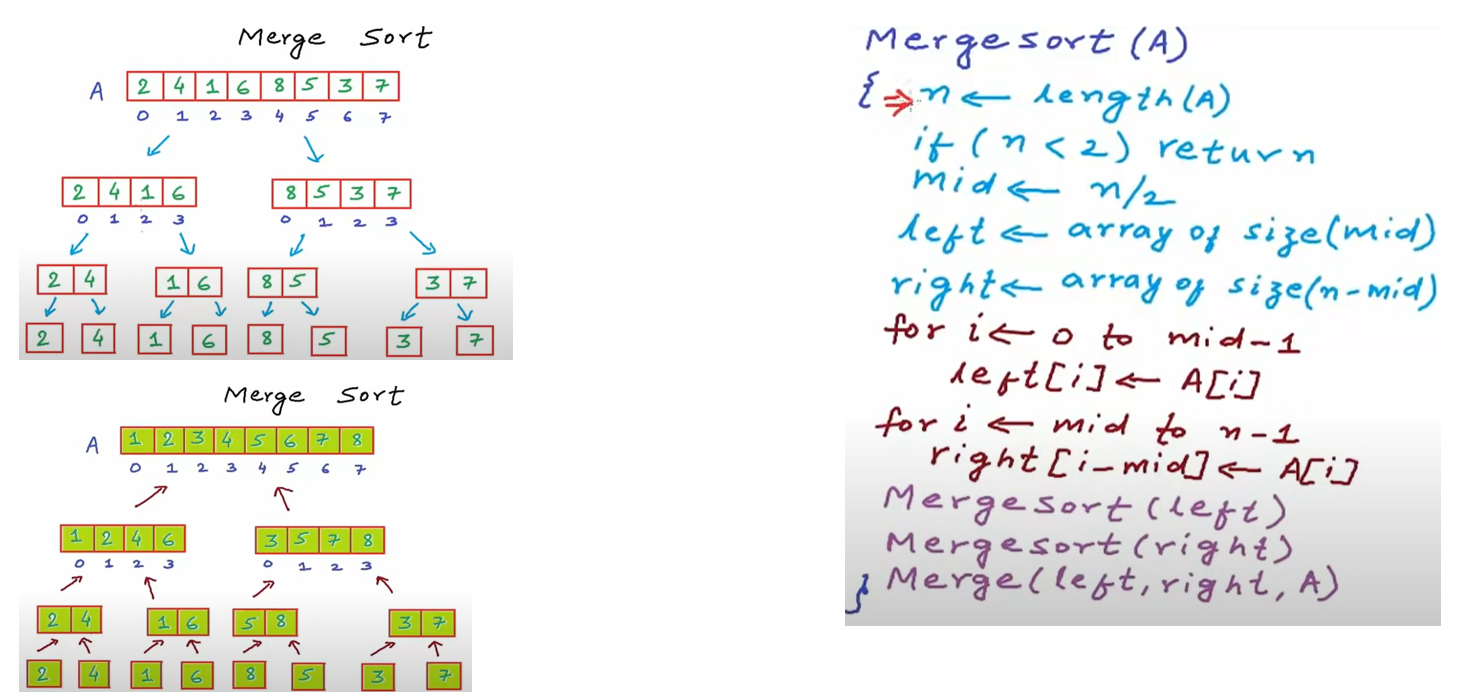 Merge Sort
A 2 4 1 6 8 5 3 7
0 1 2 3 4 5 6 7
2 4 1 6 8 5 3 7
0 1 2 3 0 1 2 3
2 4 1 6 8 5 3 7
2 4 1 6 8 5 3 7
Merge Sort
A 1 2 3 4 5 6 7 8
0 1 2 3 4 5 6 7
1 2 4 6 3 5 7 8
0 1 2 3 0 1 2 3
2 4 1 6 5 8 3 7
2 4 1 6 8 5 3 7
Mergesort(A)
{ ⇒ n ← length(A)
if (n < 2) return
mid ← n/2
left ← array of size(mid)
right ← array of size(n-mid)
for i ← 0 to mid-1
left[i] ← A[i]
for i ← mid to n-1
right[i-mid] ← A[i]
Mergesort(left)
Mergesort(right)
} Merge(left, right, A)